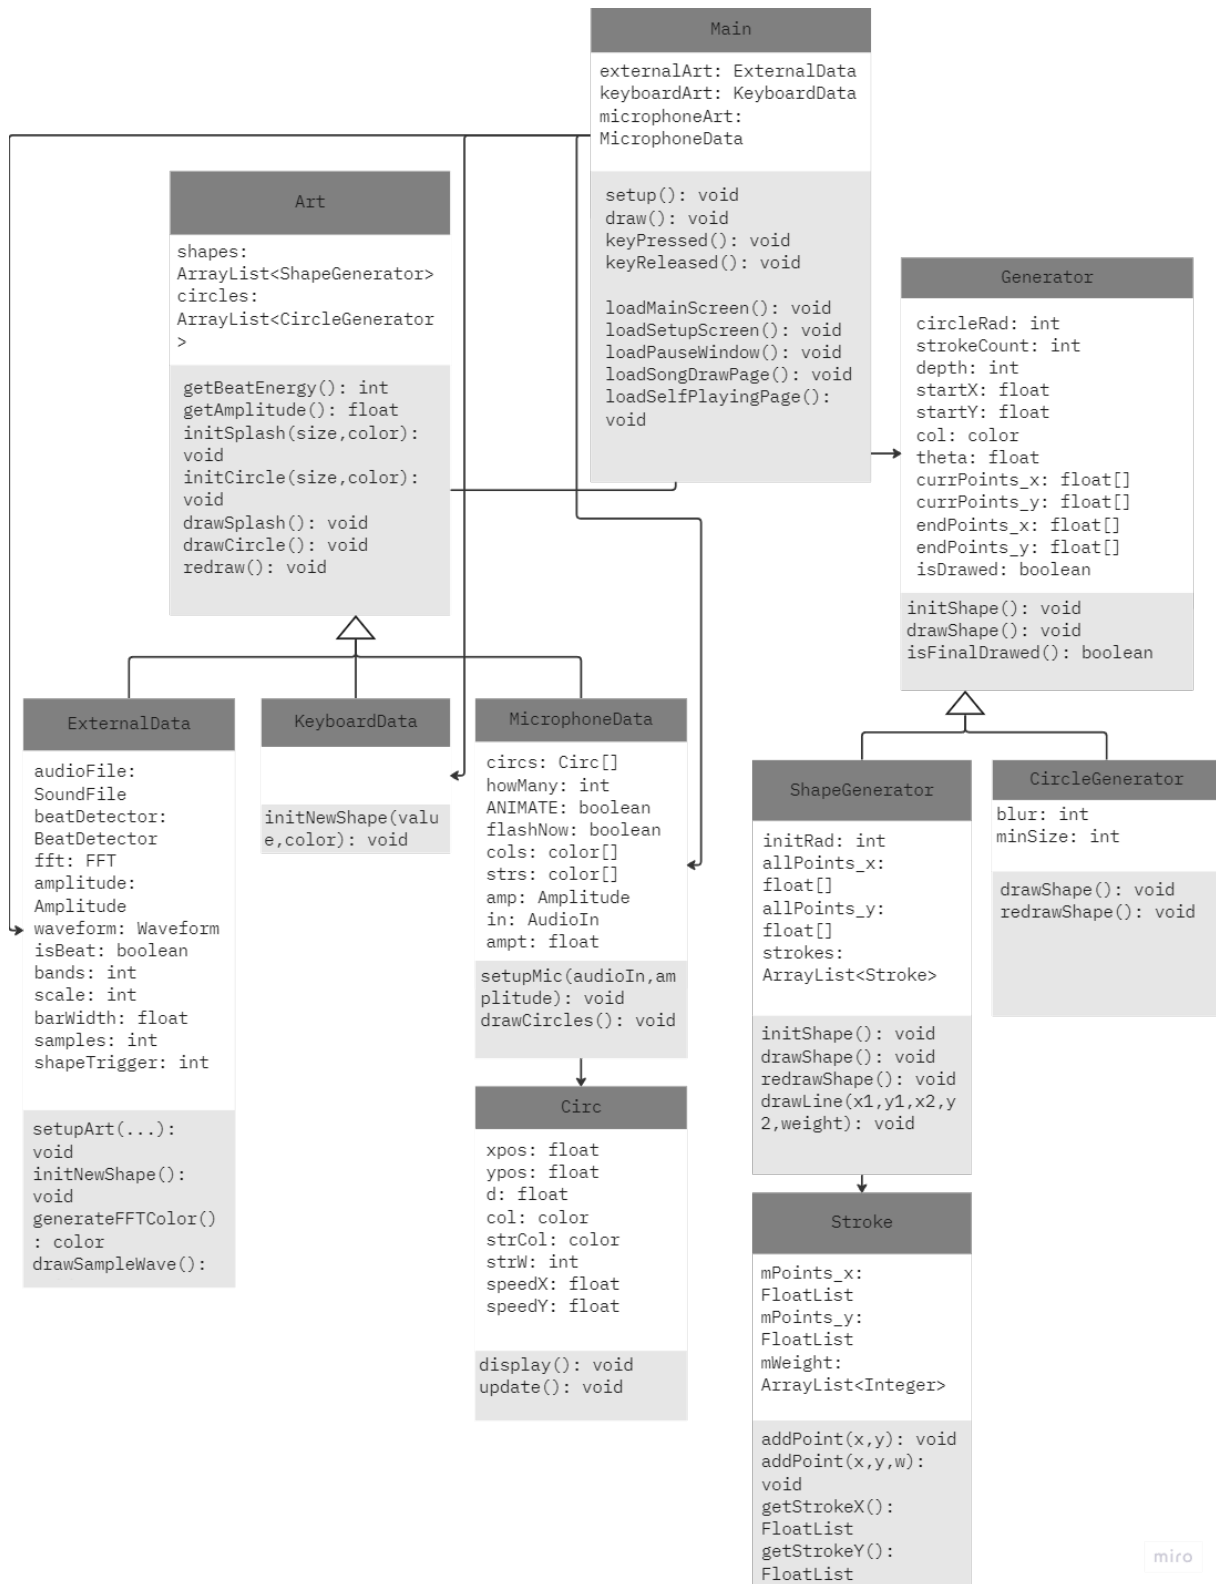 Main
externalArt: ExternalData
keyboardArt: KeyboardData
microphoneArt:
MicrophoneData
setup(): void
draw(): void
keyPressed(): void
keyReleased(): void
loadMainScreen(): void
loadSetupScreen(): void
loadPauseWindow(): void
loadSongDrawPage(): void
loadSelfPlayingPage():
void
Art
shapes:
ArrayList<ShapeGenerator>
circles:
ArrayList<CircleGenerator
>
getBeatEnergy(): int
getAmplitude(): float
initSplash(size,color):
void
initCircle(size,color):
void
drawSplash(): void
drawCircle(): void
redraw(): void
Generator
circleRad: int
strokeCount: int
depth: int
startX: float
startY: float
col: color
theta: float
currPoints_x: float[]
currPoints_y: float[]
endPoints_x: float[]
endPoints_y: float[]
isDrawed: boolean
initShape(): void
drawShape(): void
isFinalDrawed(): boolean
ExternalData
audioFile:
SoundFile
beatDetector:
BeatDetector
fft: FFT
amplitude:
Amplitude
waveform: Waveform
isBeat: boolean
bands: int
scale: int
barWidth: float
samples: int
shapeTrigger: int
setupArt(...):
void
initNewShape():
void
generateFFTColor()
: color
drawSampleWave():
KeyboardData
initNewShape(valu
e,color): void
MicrophoneData
circs: Circ[]
howMany: int
ANIMATE: boolean
flashNow: boolean
cols: color[]
strs: color[]
amp: Amplitude
in: AudioIn
ampt: float
setupMic(audioIn,am
plitude): void
drawCircles(): void
Circ
xpos: float
ypos: float
d: float
col: color
strCol: color
strW: int
speedX: float
speedY: float
display(): void
update(): void
ShapeGenerator
initRad: int
allPoints_x:
float[]
allPoints_y:
float[]
strokes:
ArrayList<Stroke>
initShape(): void
drawShape(): void
redrawShape(): void
drawLine(x1,y1,x2,y
2,weight): void
CircleGenerator
blur: int
minSize: int
drawShape(): void
redrawShape(): void
Stroke
mPoints_x:
FloatList
mPoints_y:
FloatList
mWeight:
ArrayList<Integer>
addPoint(x,y): void
addPoint(x,y,w):
void
getStrokeX():
FloatList
getStrokeY():
FloatList
miro